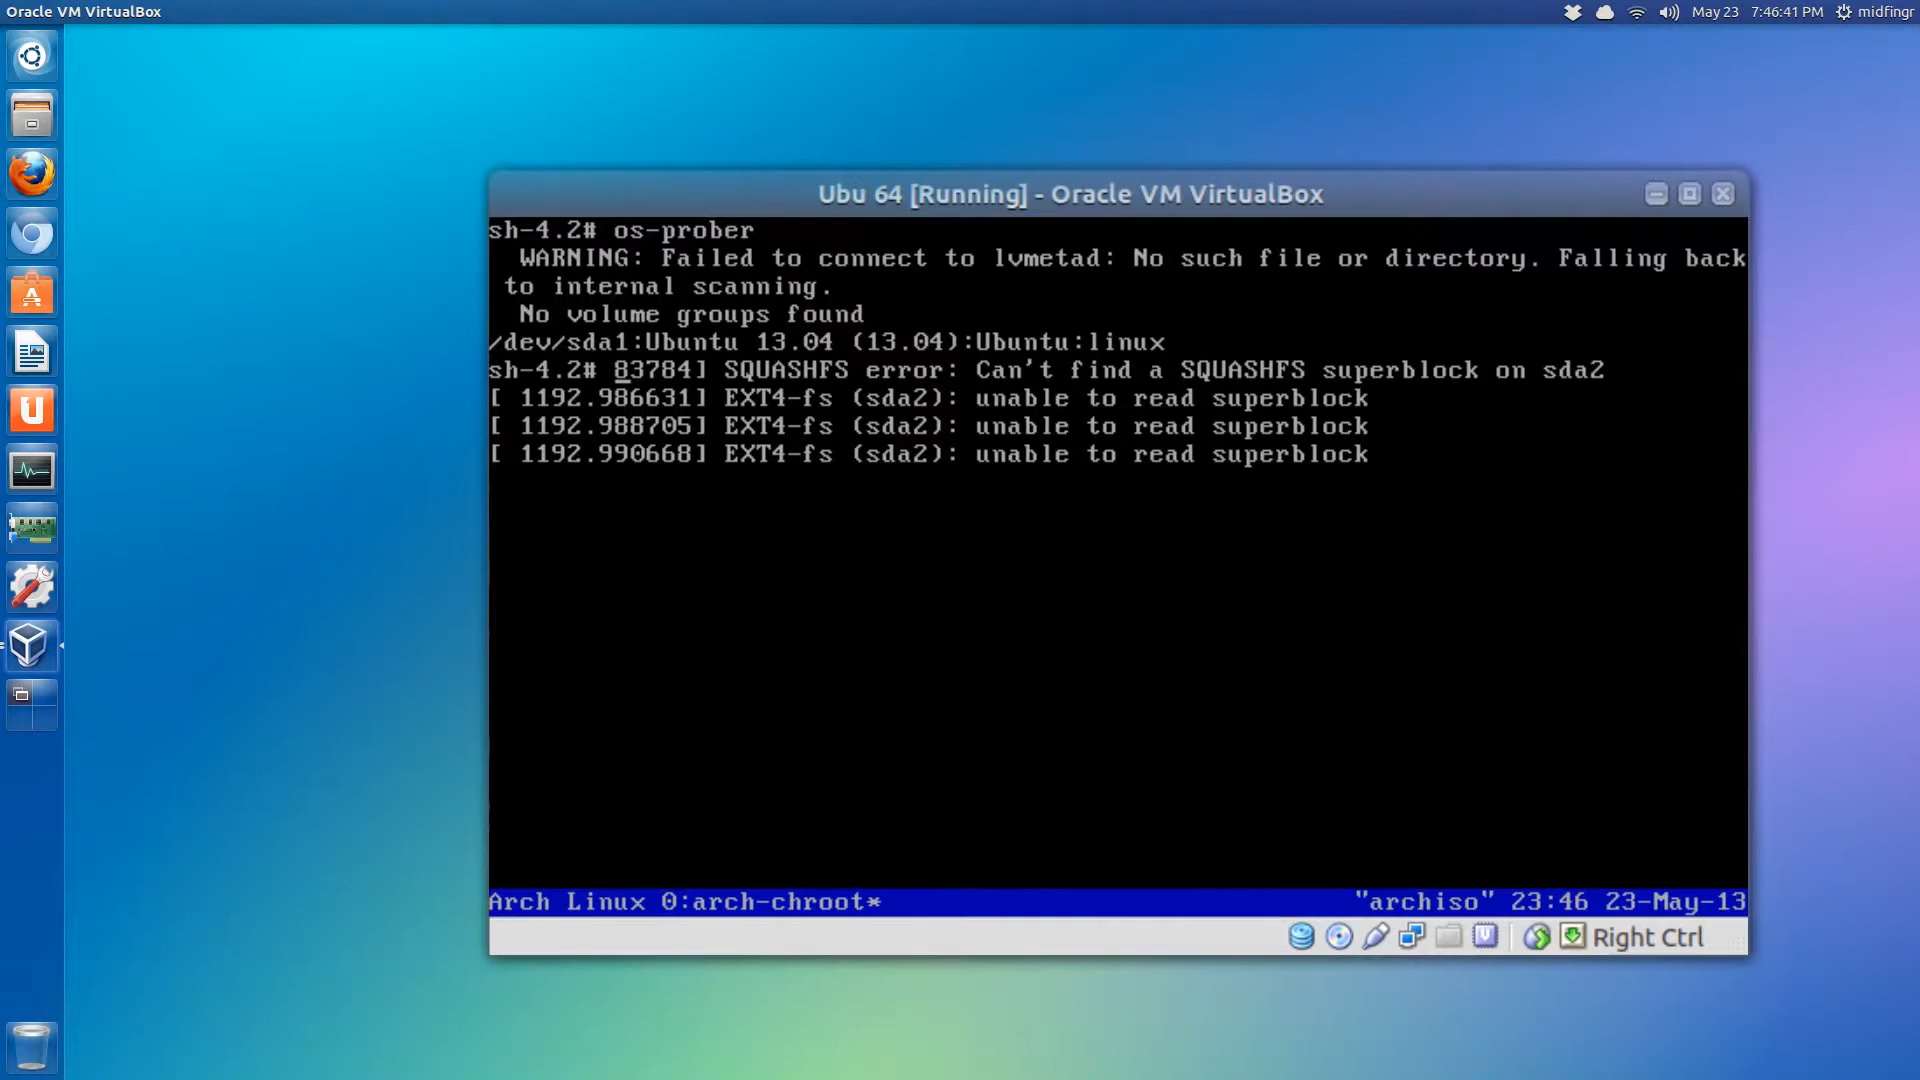 Oracle VM VirtualBox
May 23 7:46:41 PM midfingr
Ubu 64 [Running] - Oracle VM VirtualBox
sh-4.2# os-prober
WARNING: Failed to connect to lvmetad: No such file or directory. Falling back
to internal scanning.
No volume groups found
/dev/sda1:Ubuntu 13.04 (13.04):Ubuntu:linux
sh-4.2# 83784] SQUASHFS error: Can't find a SQUASHFS superblock on sda2
[ 1192.986631] EXT4-fs (sda2): unable to read superblock
[ 1192.988705] EXT4-fs (sda2): unable to read superblock
[ 1192.990668] EXT4-fs (sda2): unable to read superblock
Arch Linux 0:arch-chroot* "archiso" 23:46 23-May-13
Right Ctrl